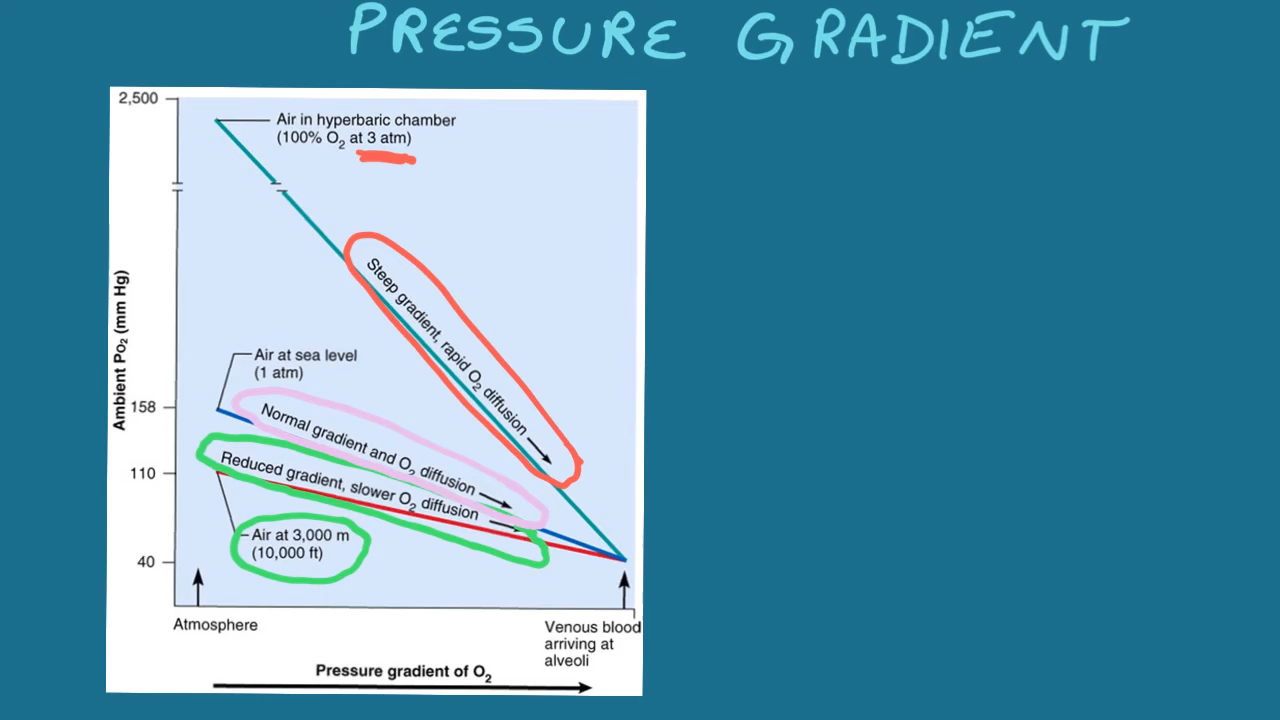 PRESSURE GRADIENT
2,500
Air in hyperbaric chamber
(100% O₂ at 3 atm)
Steep gradient, rapid O₂ diffusion
Ambient Po₂ (mm Hg)
Air at sea level
(1 atm)
158
Normal gradient and O₂ diffusion
110
Reduced gradient, slower O₂ diffusion
Air at 3,000 m
(10,000 ft)
40
Atmosphere
Venous blood
arriving at
alveoli
Pressure gradient of O₂